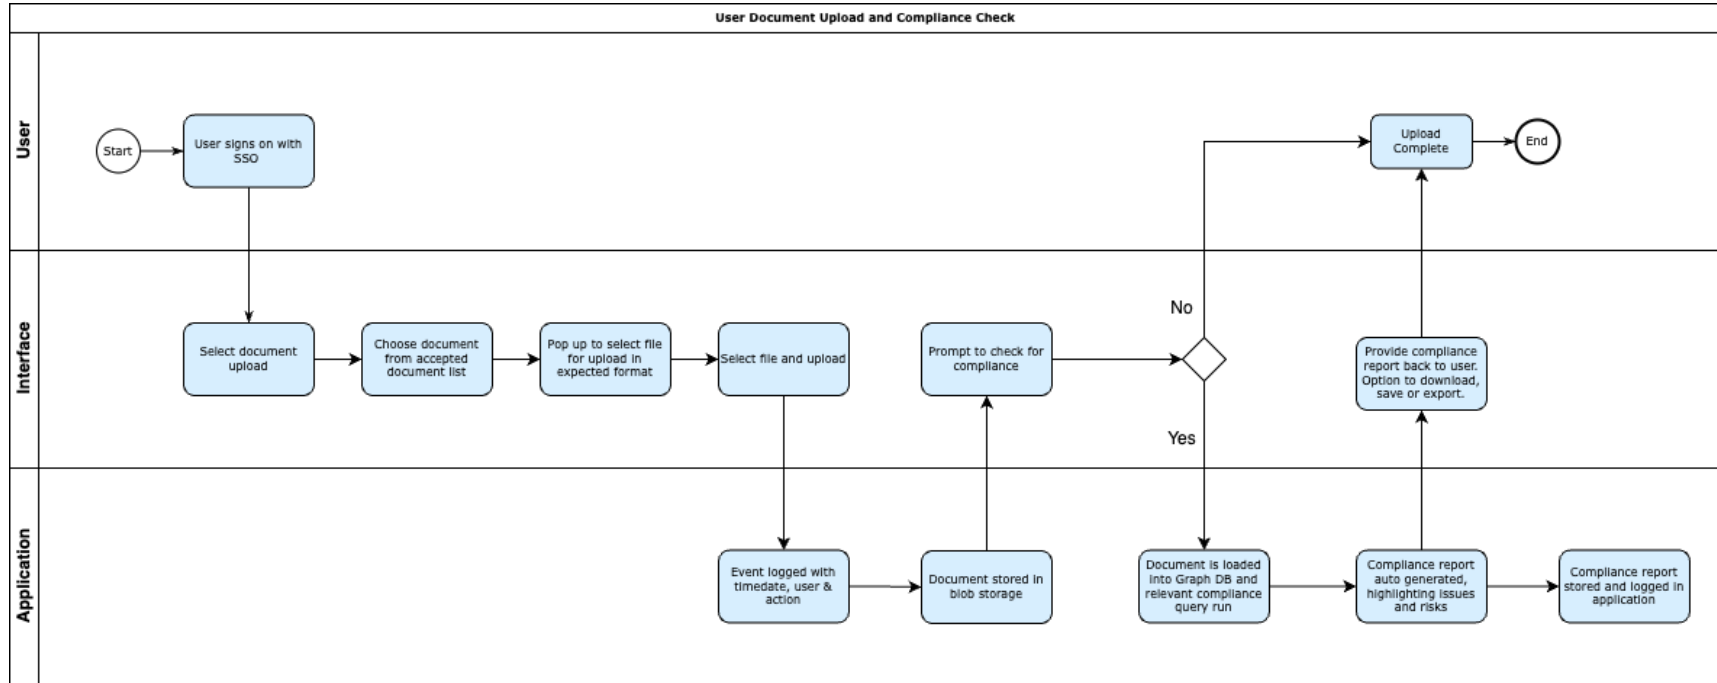 User Document Upload and Compliance Check
User
Start
User signs on with
SSO
Upload
Complete
End
Interface
Select document
upload
Choose document
from accepted
document list
Pop up to select file
for upload in
expected format
Select file and upload
Prompt to check for
compliance
No
Yes
Provide compliance
report back to user.
Option to download,
save or export.
Application
Event logged with
timedate, user &
action
Document stored in
blob storage
Document is loaded
into Graph DB and
relevant compliance
query run
Compliance report
auto generated,
highlighting issues
and risks
Compliance report
stored and logged in
application